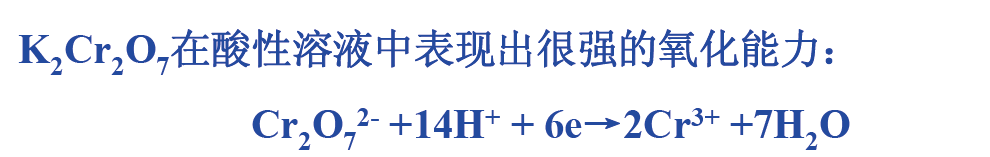 K₂Cr₂O₇在酸性溶液中表现出很强的氧化能力：
Cr₂O₇²⁻ +14H⁺ + 6e→2Cr³⁺ +7H₂O